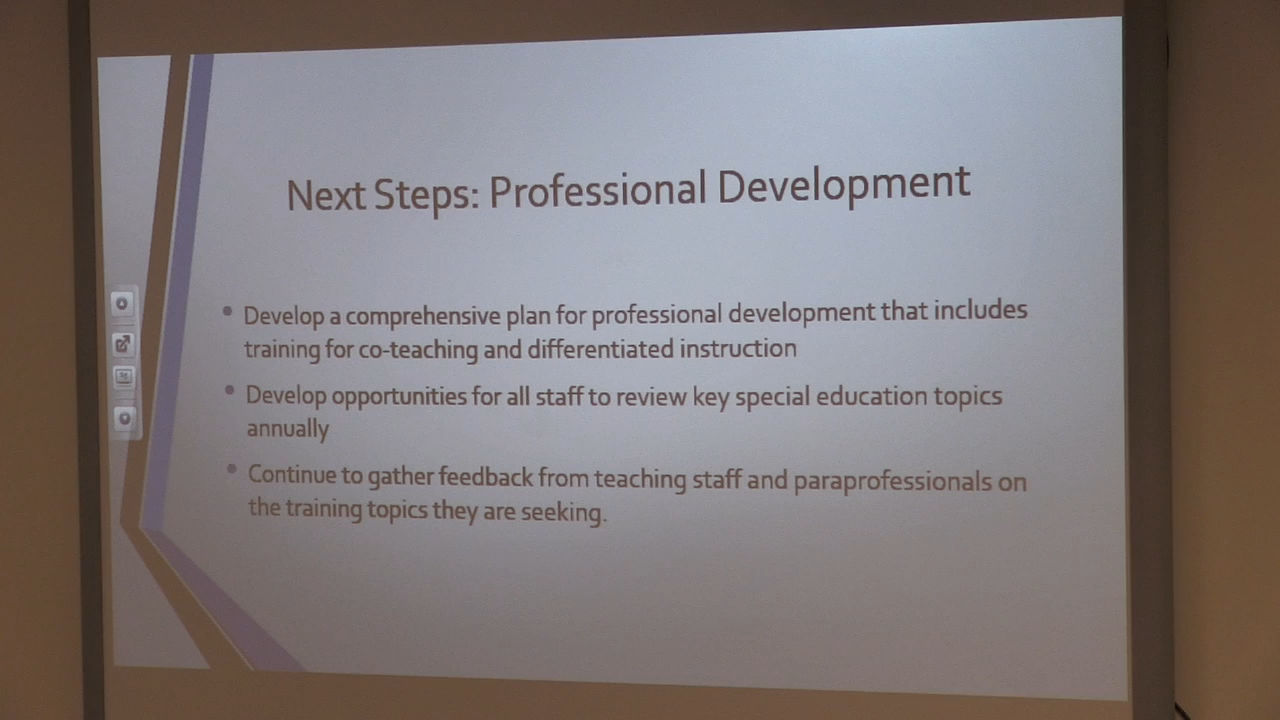 Next Steps: Professional Development
• Develop a comprehensive plan for professional development that includes
training for co-teaching and differentiated instruction
• Develop opportunities for all staff to review key special education topics
annually
• Continue to gather feedback from teaching staff and paraprofessionals on
the training topics they are seeking.